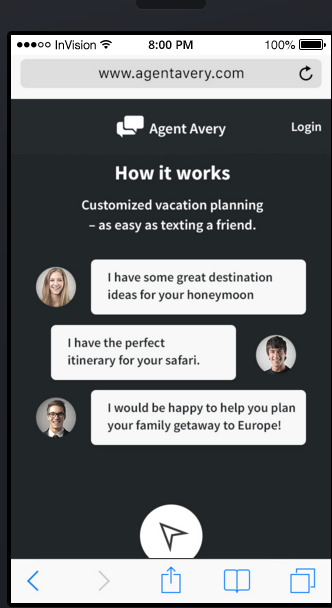 InVision 8:00 PM 100%
www.agentavery.com
Agent Avery Login
How it works
Customized vacation planning
– as easy as texting a friend.
I have some great destination
ideas for your honeymoon
I have the perfect
itinerary for your safari.
I would be happy to help you plan
your family getaway to Europe!